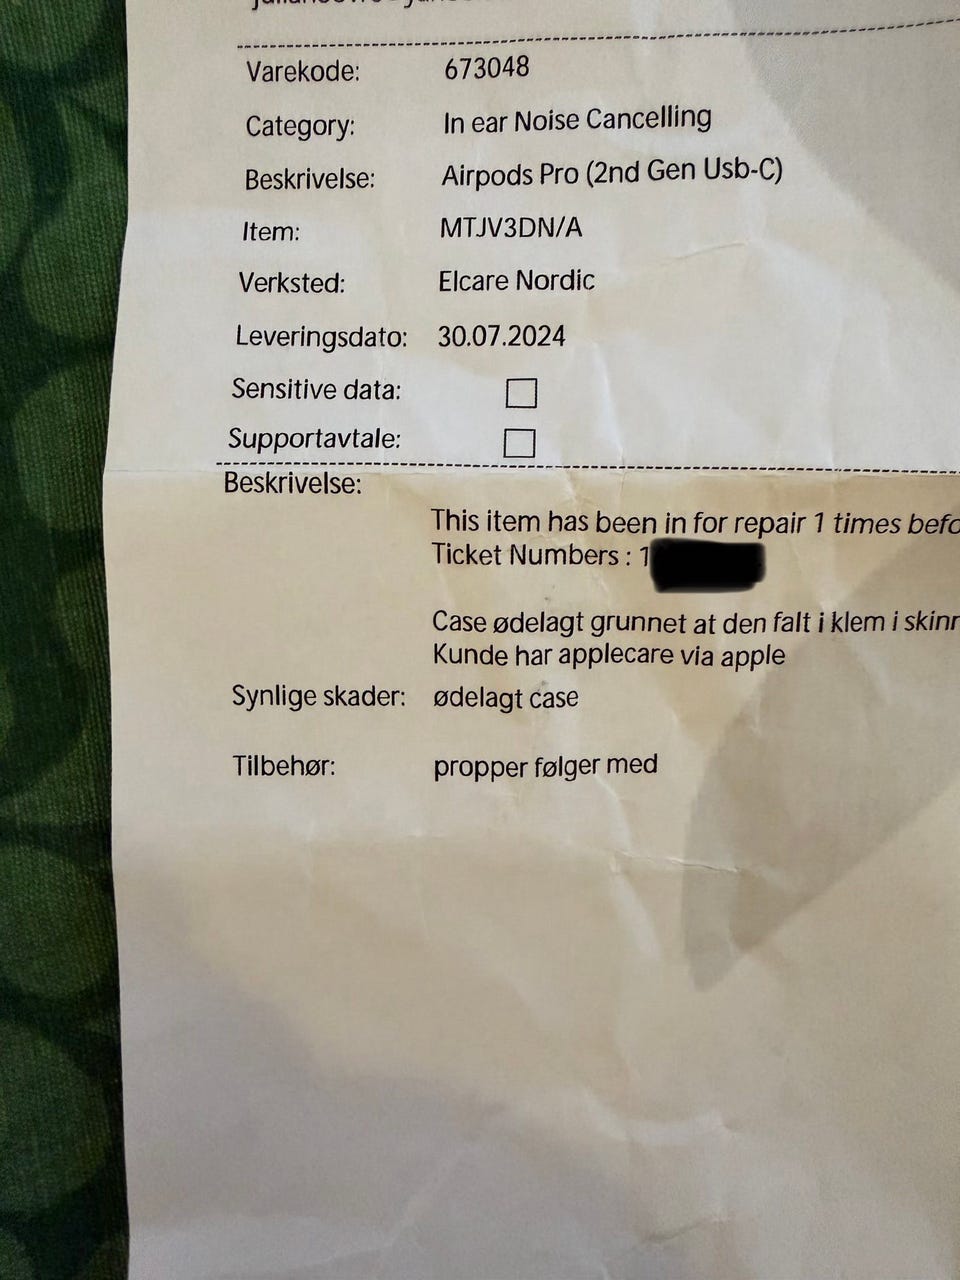 Varekode: 673048
Category: In ear Noise Cancelling
Beskrivelse: Airpods Pro (2nd Gen Usb-C)
Item: MTJV3DN/A
Verksted: Elcare Nordic
Leveringsdato: 30.07.2024
Sensitive data:
Supportavtale:
Beskrivelse:
This item has been in for repair 1 times
Ticket Numbers : 1
Case ødelagt grunnet at den falt i klem i
Kunde har applecare via apple
Synlige skader: ødelagt case
Tilbehør: propper følger med